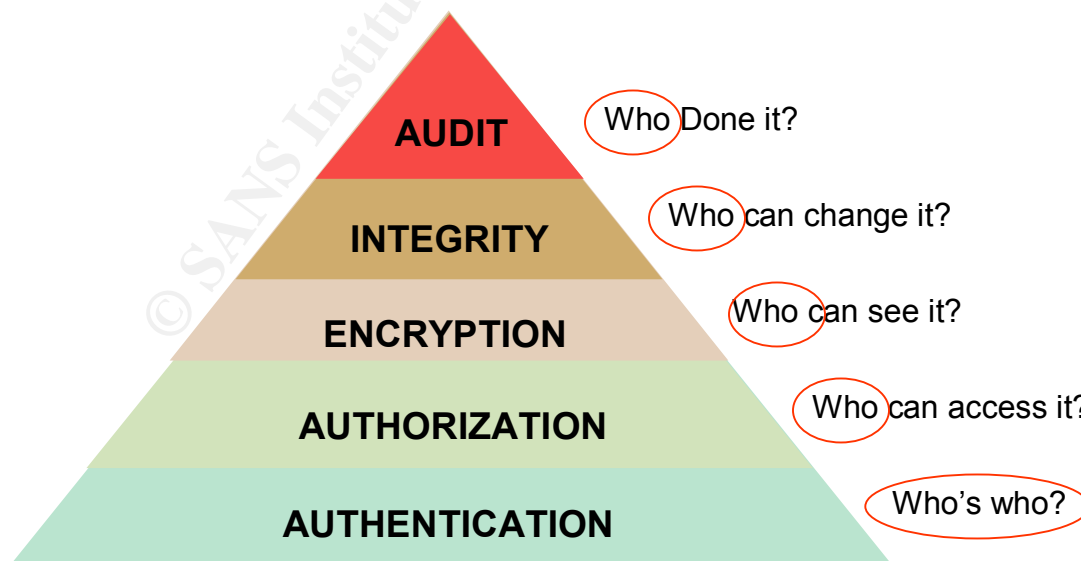 AUDIT
Who Done it?
INTEGRITY
Who can change it?
ENCRYPTION
Who can see it?
AUTHORIZATION
Who can access it?
AUTHENTICATION
Who's who?
© SANS Institu